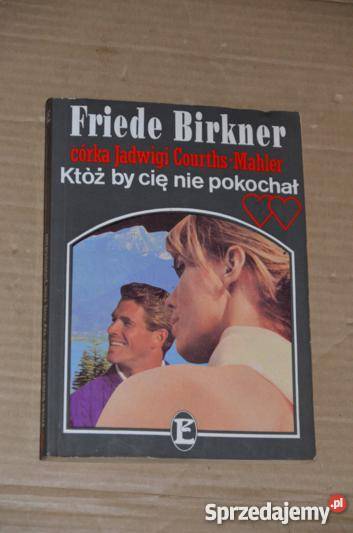 Friede Birkner
córka Jadwigi Courths-Mahler
Któż by cię nie pokochał
E
Sprzedajemy.pl